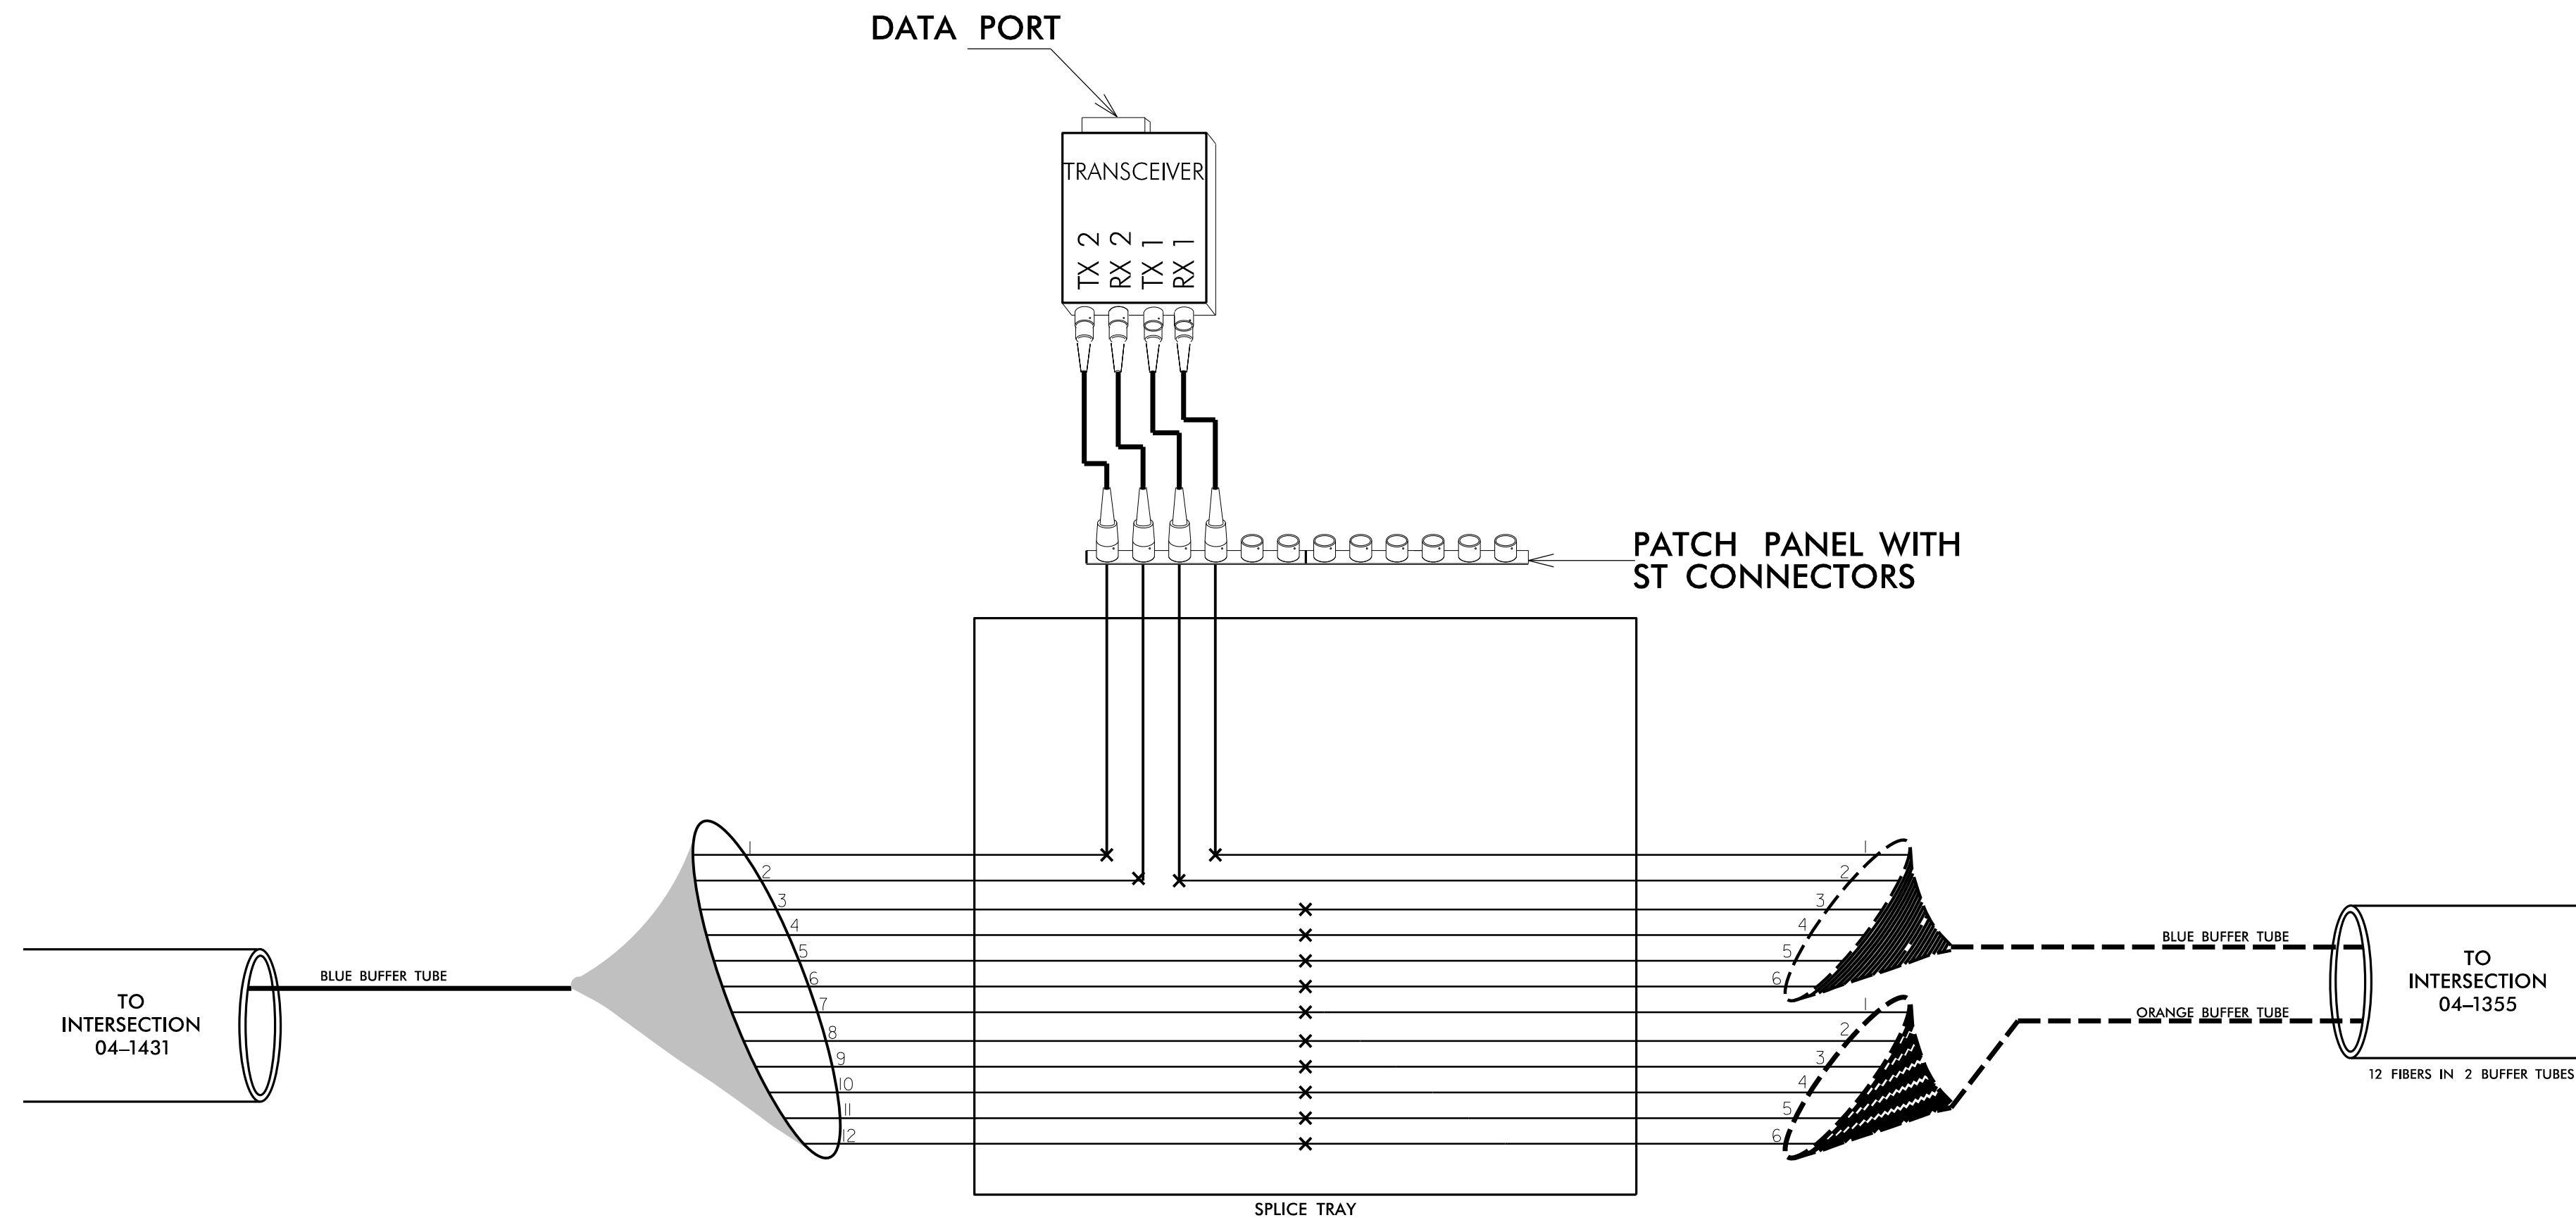 DATA PORT
TRANSCEIVER
TX 2
RX 2
TX 1
RX 1
PATCH PANEL WITH
ST CONNECTORS
1
2
3
4
5
6
7
8
9
10
11
12
1
2
3
4
5
6
1
2
3
4
5
6
BLUE BUFFER TUBE
TO
INTERSECTION
04–1431
BLUE BUFFER TUBE
ORANGE BUFFER TUBE
TO
INTERSECTION
04–1355
12 FIBERS IN 2 BUFFER TUBES
SPLICE TRAY